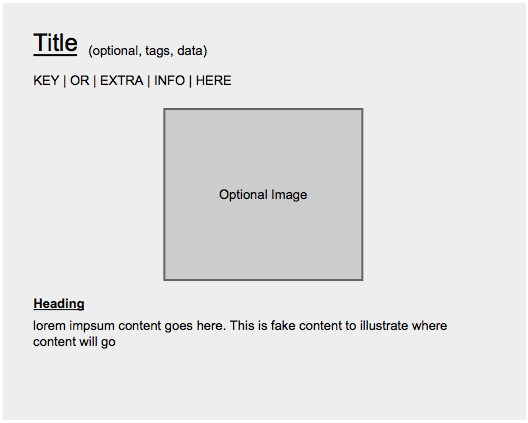 Title (optional, tags, data)
KEY | OR | EXTRA | INFO | HERE
Optional Image
Heading
lorem impsum content goes here. This is fake content to illustrate where
content will go